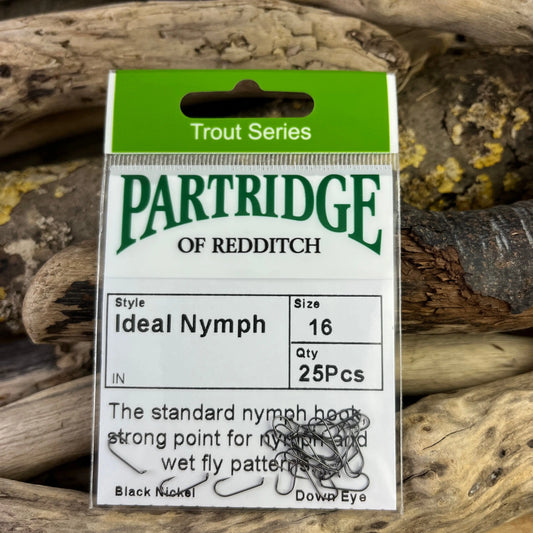 Trout Series
PARTRIDGE
OF REDDITCH
Style
Ideal Nymph
Size
16
Qty
25Pcs
IN
The standard nymph hook
strong point for nymph and
wet fly patterns
Black Nickel
Down Eye